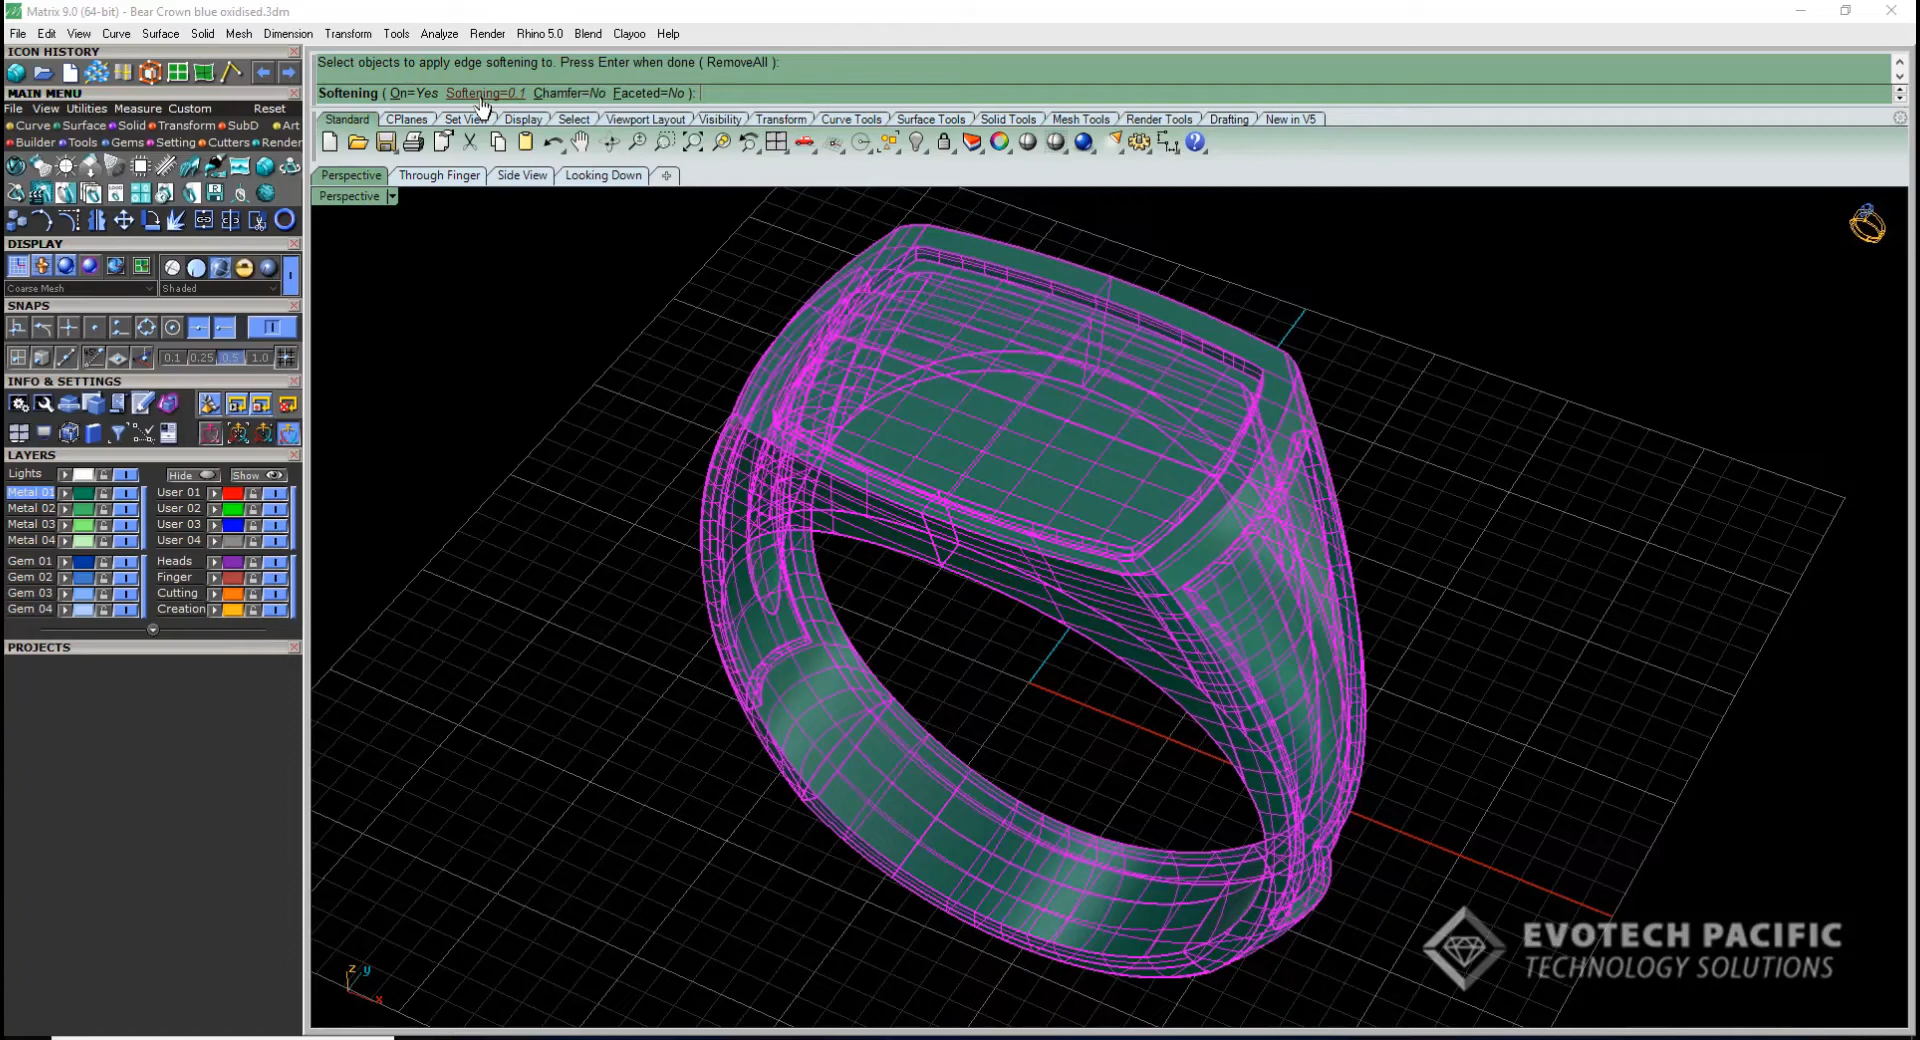 Matrix 9.0 (64-bit) - Bear Crown blue oxidised.3dm
File Edit View Curve Surface Solid Mesh Dimension Transform Tools Analyze Render Rhino 5.0 Blend Clayoo Help
ICON HISTORY
MAIN MENU
File View Utilities Measure Custom Reset
Curve Surface Solid Transform SubD Art
Builder Tools Gems Setting Cutters Render
DISPLAY
Coarse Mesh Shaded
SNAPS
0.1 0.25 0.5 1.0
INFO & SETTINGS
LAYERS
Lights Hide Show
Metal 01 User 01
Metal 02 User 02
Metal 03 User 03
Metal 04 User 04
Gem 01 Heads
Gem 02 Finger
Gem 03 Cutting
Gem 04 Creation
PROJECTS
Select objects to apply edge softening to. Press Enter when done ( RemoveAll ):
Softening ( On=Yes Softening=0.1 Chamfer=No Faceted=No ):
Standard CPlanes Set View Display Select Viewport Layout Visibility Transform Curve Tools Surface Tools Solid Tools Mesh Tools Render Tools Drafting New in V5
Perspective Through Finger Side View Looking Down
Perspective
z y
x
EVOTECH PACIFIC
TECHNOLOGY SOLUTIONS